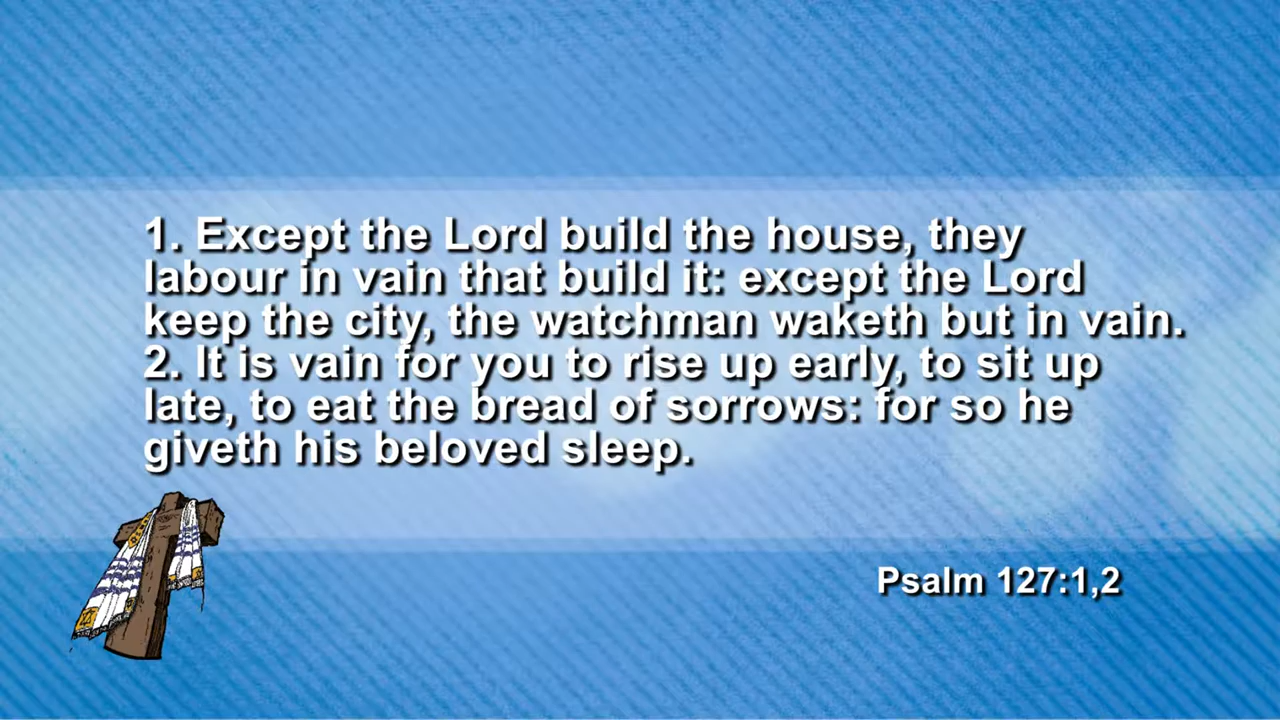 1. Except the Lord build the house, they
labour in vain that build it: except the Lord
keep the city, the watchman waketh but in vain.
2. It is vain for you to rise up early, to sit up
late, to eat the bread of sorrows: for so he
giveth his beloved sleep.
Psalm 127:1,2